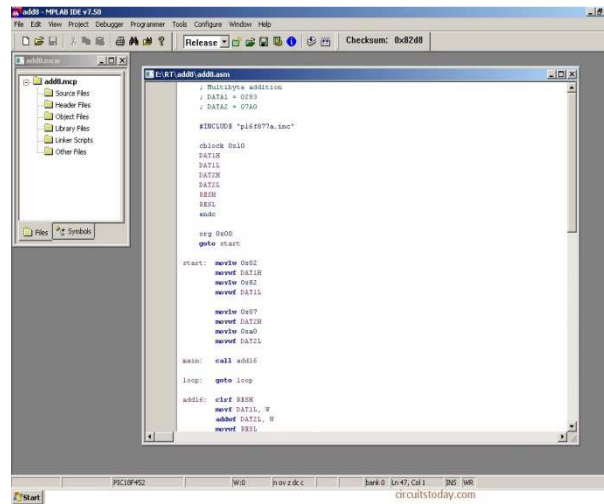 add8 - MPLAB IDE v7.50
File Edit View Project Debugger Programmer Tools Configure Window Help
Release
Checksum: 0x82d8
add8.mcw
add8.mcp
Source Files
Header Files
Object Files
Library Files
Linker Scripts
Other Files
Files
Symbols
E:\RT\add8\add8.asm
; Multibyte addition
; DATA1 = 0283
; DATA2 = 07A0
#INCLUDE "p16f877a.inc"
cblock 0x10
DAT1H
DAT1L
DAT2H
DAT2L
RESH
RESL
endc
org 0x00
goto start
start: movlw 0x02
movwf DAT1H
movlw 0x82
movwf DAT1L
movlw 0x07
movwf DAT2H
movlw 0xa0
movwf DAT2L
main: call add16
loop: goto loop
add16: clrf RESH
movf DAT1L, W
addwf DAT2L, W
movwf RESL
PIC18F452 W:0 n ov z dc c bank 0 Ln 47, Col 1 INS WR
Start
circuitstoday.com